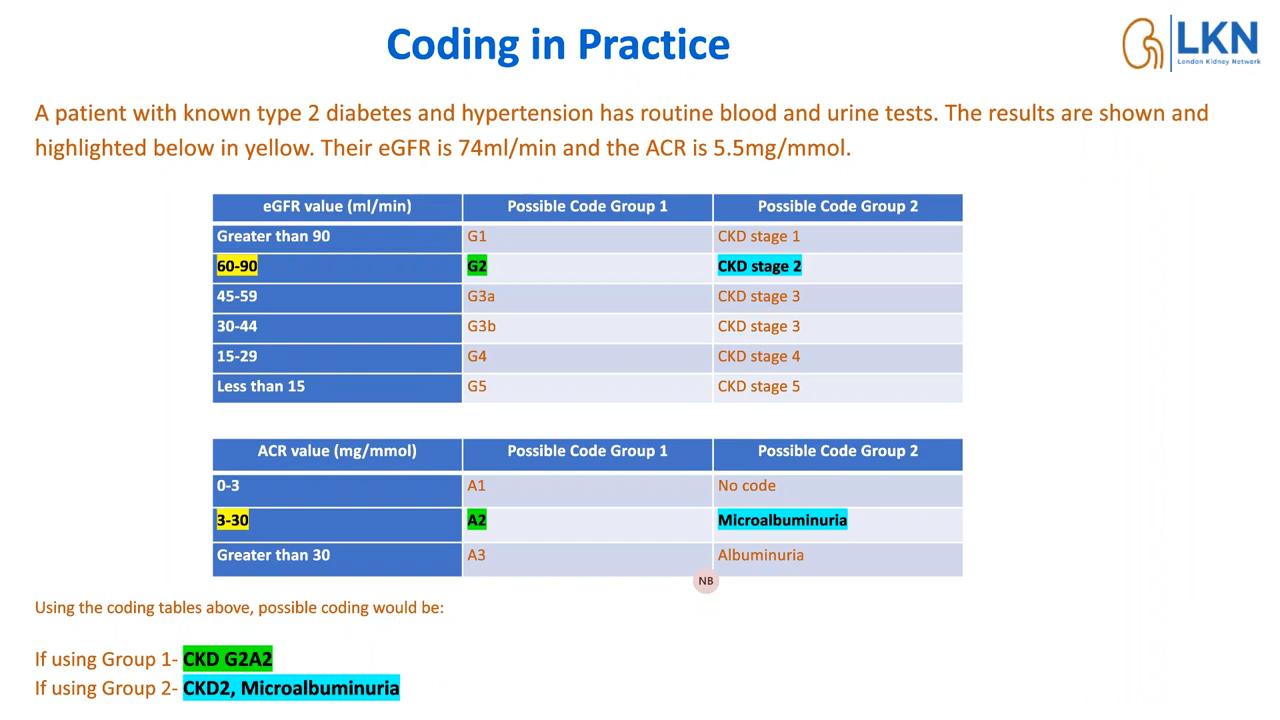 Coding in Practice
LKN
London Kidney Network
A patient with known type 2 diabetes and hypertension has routine blood and urine tests. The results are shown and
highlighted below in yellow. Their eGFR is 74ml/min and the ACR is 5.5mg/mmol.
eGFR value (ml/min) Possible Code Group 1 Possible Code Group 2
Greater than 90 G1 CKD stage 1
60-90 G2 CKD stage 2
45-59 G3a CKD stage 3
30-44 G3b CKD stage 3
15-29 G4 CKD stage 4
Less than 15 G5 CKD stage 5
ACR value (mg/mmol) Possible Code Group 1 Possible Code Group 2
0-3 A1 No code
3-30 A2 Microalbuminuria
Greater than 30 A3 Albuminuria
NB
Using the coding tables above, possible coding would be:
If using Group 1- CKD G2A2
If using Group 2- CKD2, Microalbuminuria